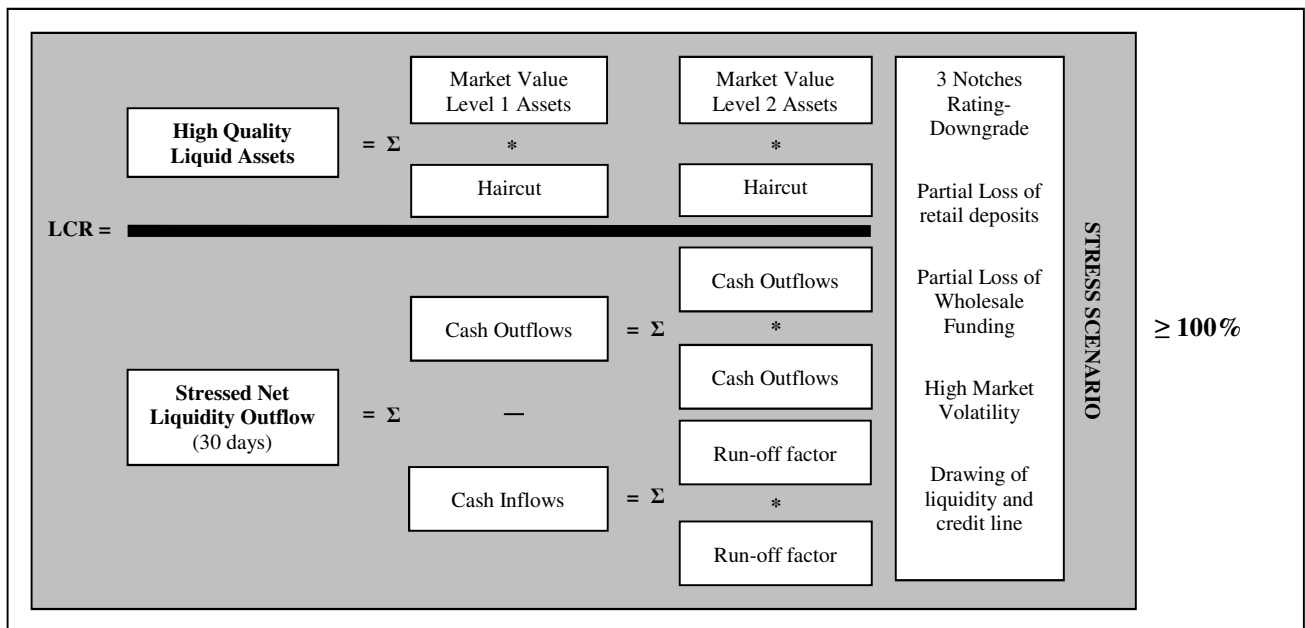 Market Value
Level 1 Assets
Market Value
Level 2 Assets
High Quality
Liquid Assets
= Σ
*
*
Haircut
Haircut
LCR =
Cash Outflows
Cash Outflows
= Σ
*
Cash Outflows
Stressed Net
Liquidity Outflow
(30 days)
= Σ
—
Run-off factor
Cash Inflows
= Σ
*
Run-off factor
3 Notches
Rating-
Downgrade
Partial Loss of
retail deposits
Partial Loss of
Wholesale
Funding
High Market
Volatility
Drawing of
liquidity and
credit line
STRESS SCENARIO
≥ 100%